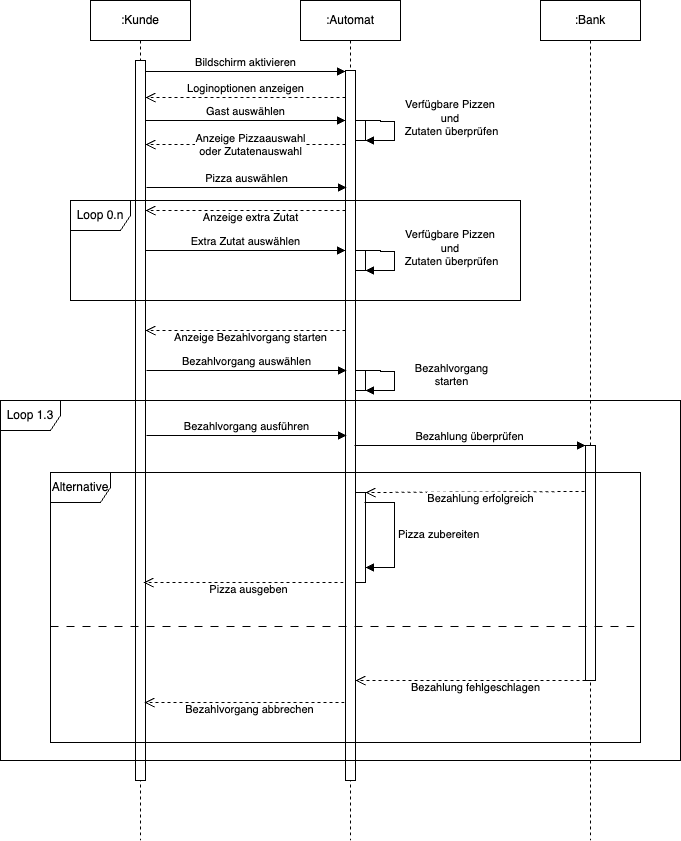 :Kunde
:Automat
:Bank
Bildschirm aktivieren
Loginoptionen anzeigen
Gast auswählen
Verfügbare Pizzen
und
Zutaten überprüfen
Anzeige Pizzaauswahl
oder Zutatenauswahl
Pizza auswählen
Loop 0.n
Anzeige extra Zutat
Extra Zutat auswählen
Verfügbare Pizzen
und
Zutaten überprüfen
Anzeige Bezahlvorgang starten
Bezahlvorgang auswählen
Bezahlvorgang
starten
Loop 1.3
Bezahlvorgang ausführen
Bezahlung überprüfen
Alternative
Bezahlung erfolgreich
Pizza zubereiten
Pizza ausgeben
Bezahlung fehlgeschlagen
Bezahlvorgang abbrechen